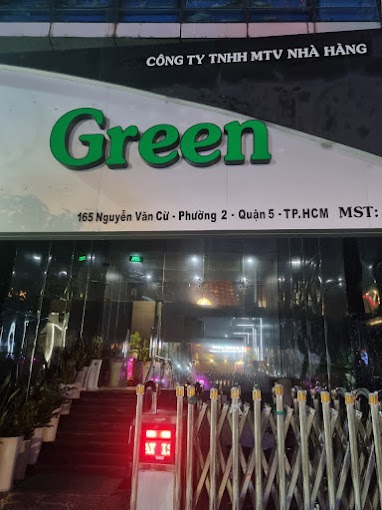 CÔNG TY TNHH MTV NHÀ HÀNG
Green
165 Nguyễn Văn Cừ - Phường 2 - Quận 5 - TP.HCM MST: